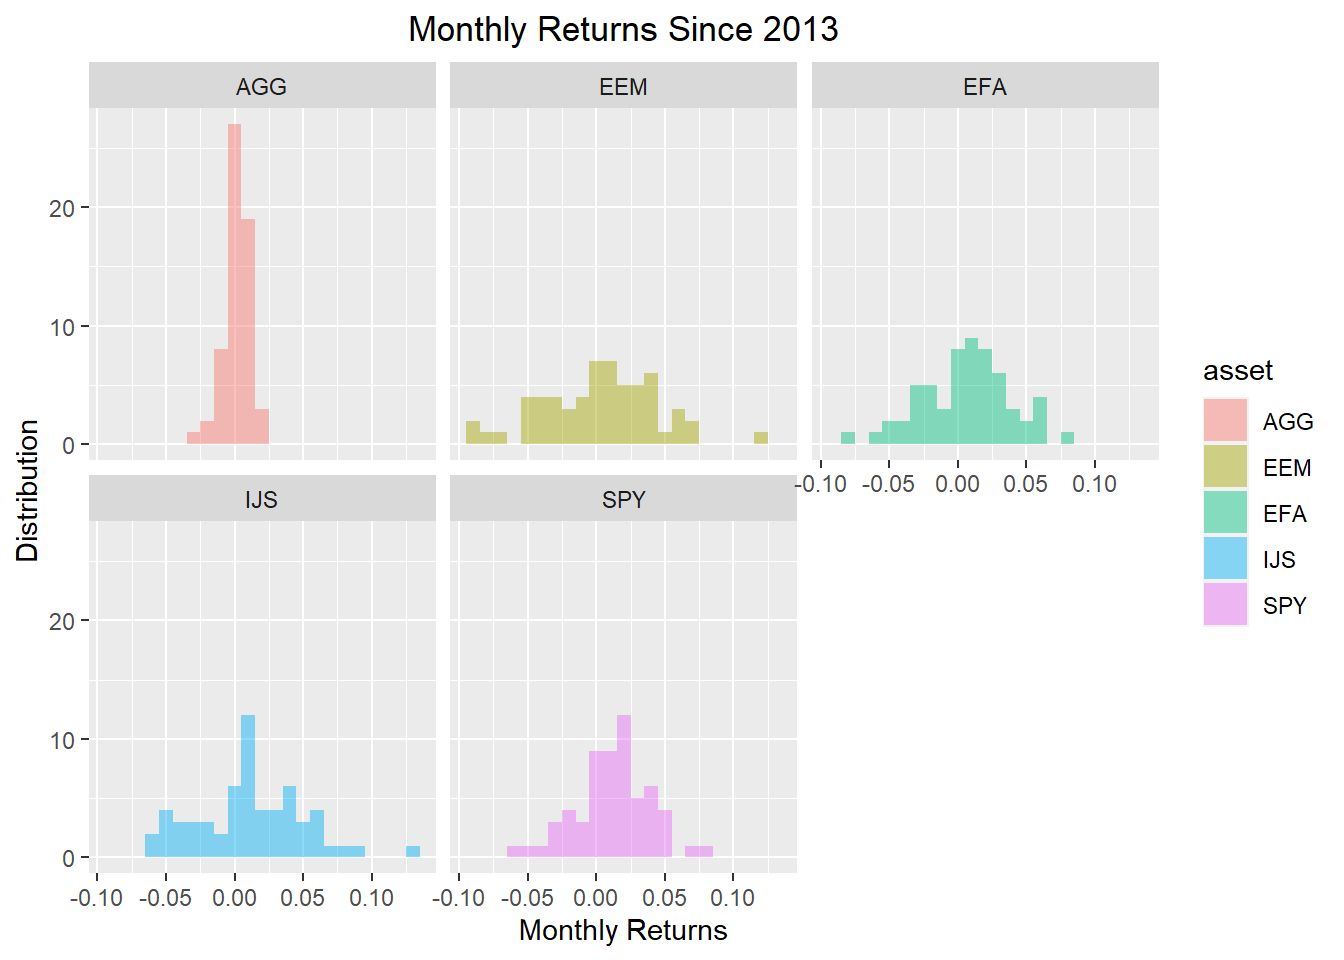 Monthly Returns Since 2013
AGG
EEM
EFA
20
10
0
-0.10 -0.05 0.00 0.05 0.10
IJS
SPY
20
10
0
-0.10 -0.05 0.00 0.05 0.10
-0.10 -0.05 0.00 0.05 0.10
Monthly Returns
Distribution
asset
AGG
EEM
EFA
IJS
SPY